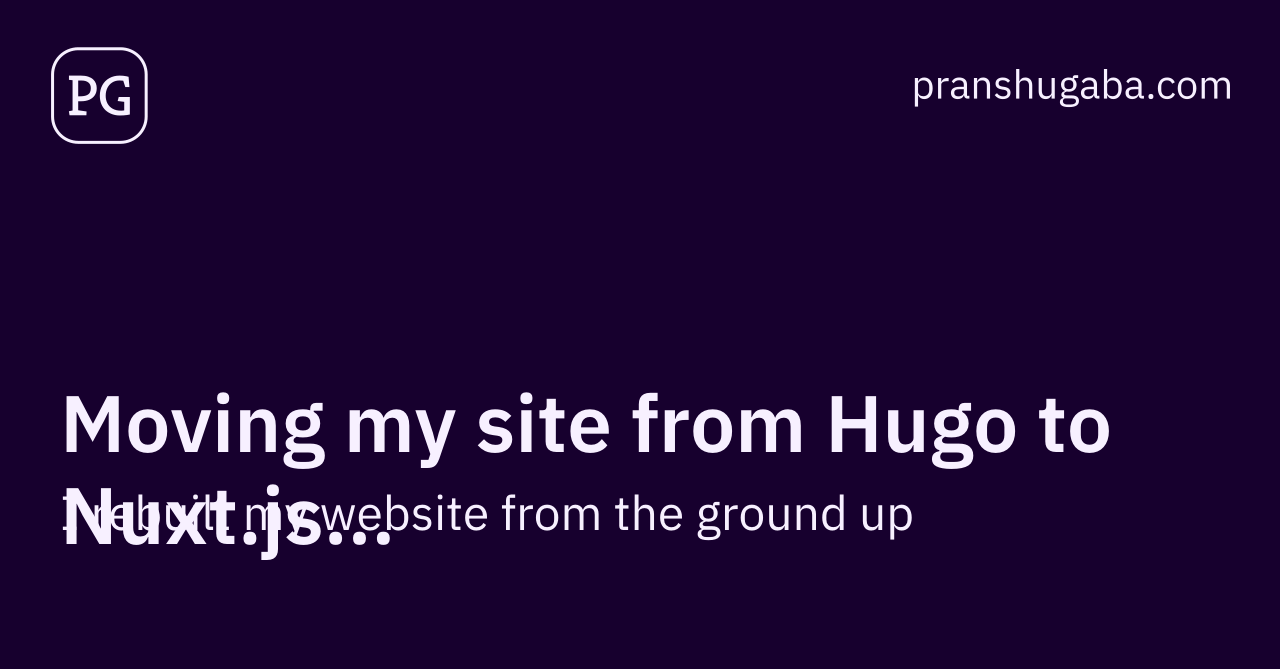 PG
pranshugaba.com
Moving my site from Hugo to
Nuxt.js...
I rebuilt my website from the ground up